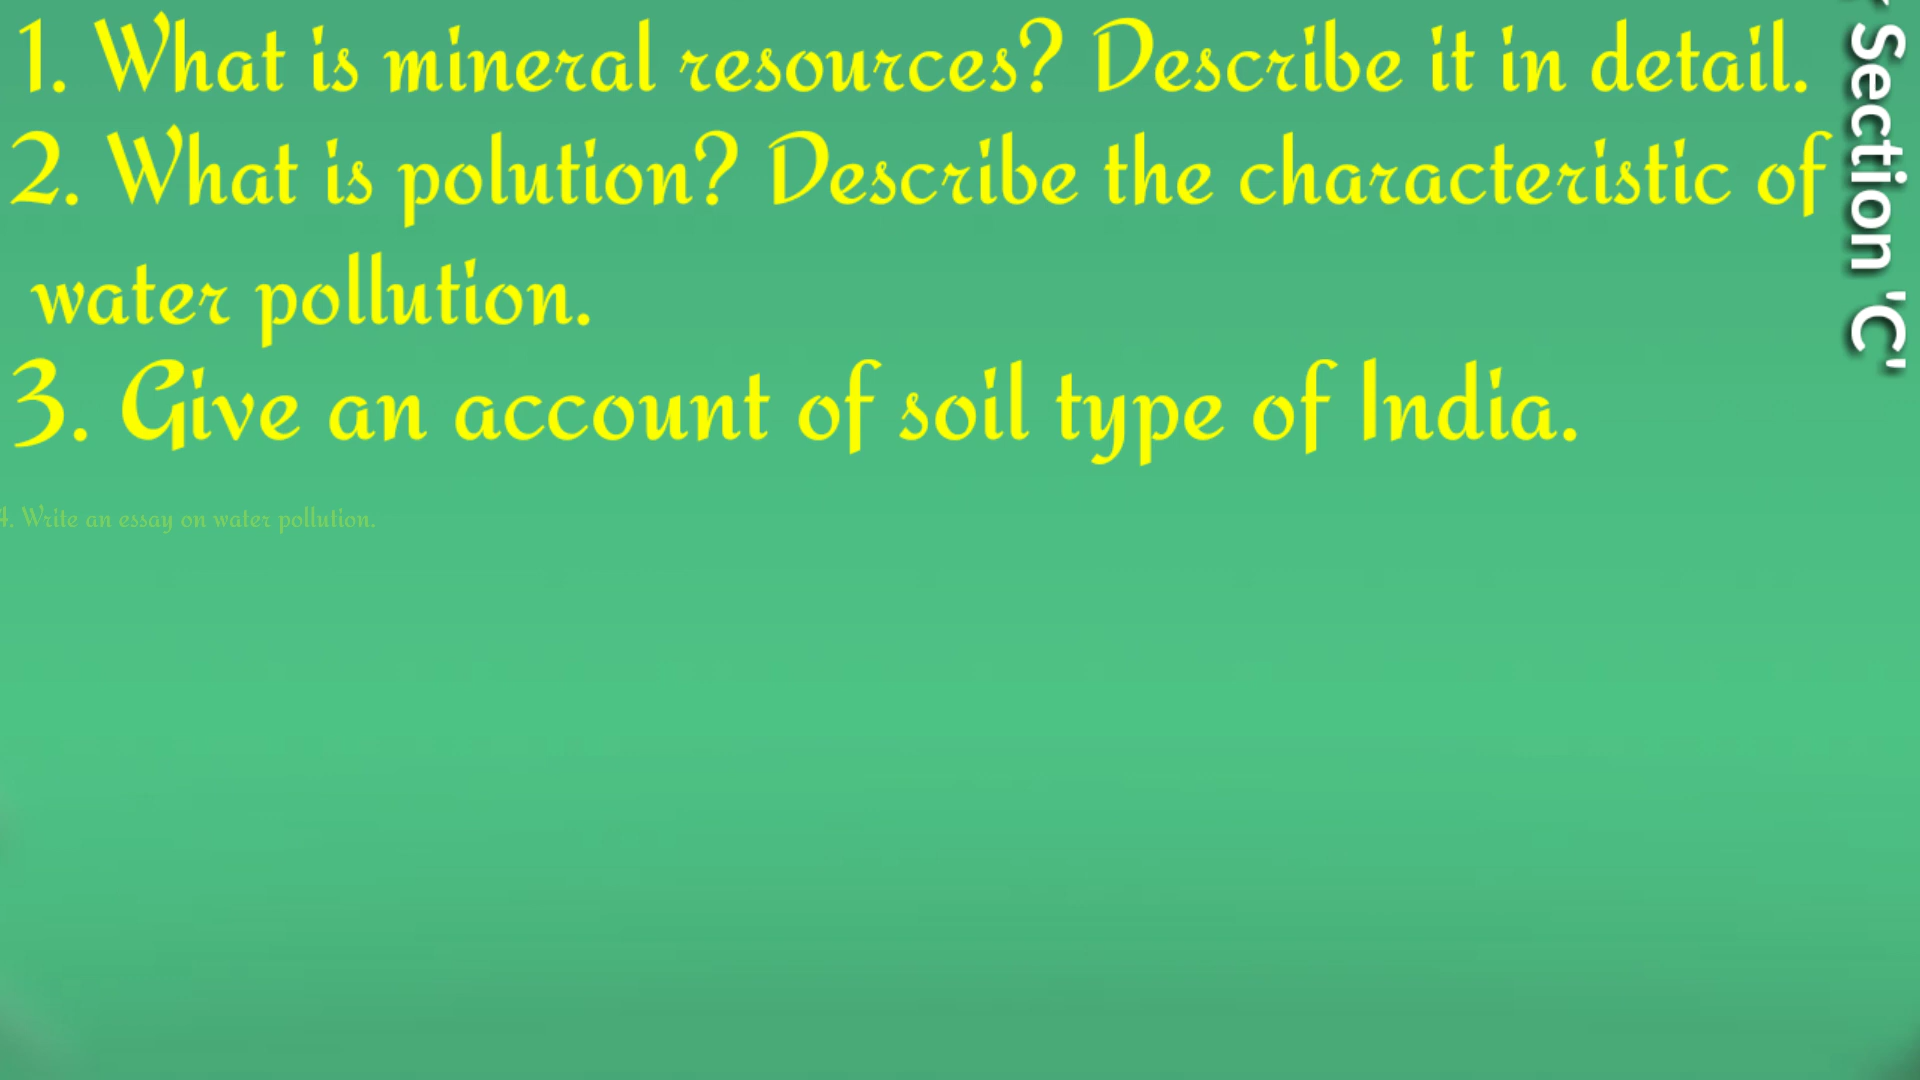 1. What is mineral resources? Describe it in detail.
2. What is polution? Describe the characteristic of
water pollution.
3. Give an account of soil type of India.
4. Write an essay on water pollution.
Section 'C'